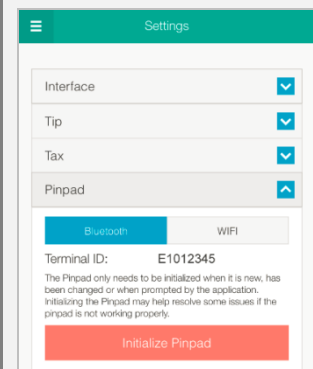 Settings
Interface
Tip
Tax
Pinpad
Bluetooth WIFI
Terminal ID: E1012345
The Pinpad only needs to be initialized when it is new, has
been changed or when prompted by the application.
Initializing the Pinpad may help resolve some issues if the
pinpad is not working properly.
Initialize Pinpad